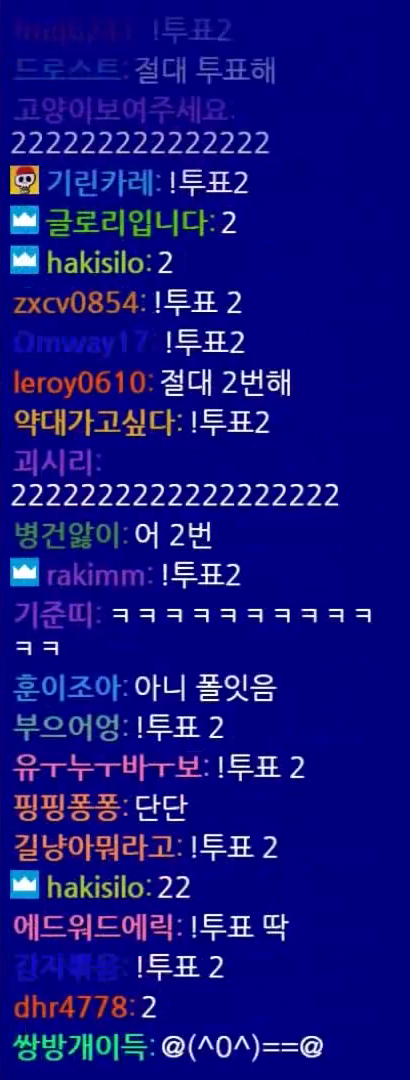 !투표2
드로스트: 절대 투표해
고양이보여주세요:
222222222222222222
기린카레: !투표2
글로리입니다: 2
hakisilo: 2
zxcv0854: !투표 2
Omway17: !투표2
leroy0610: 절대 2번해
약대가고싶다: !투표2
괴시리:
22222222222222222222222
병건앓이: 어 2번
rakimm: !투표2
기준띠: ㅋㅋㅋㅋㅋㅋㅋㅋㅋㅋ
ㅋㅋ
훈이조아: 아니 폴잇음
부으어엉: !투표 2
유ㅜ누ㅜ바ㅜ보: !투표 2
핑핑퐁퐁: 단단
길냥아뭐라고: !투표 2
hakisilo: 22
에드워드에릭: !투표 딱
!투표 2
dhr4778: 2
쌍방개이득: @(^0^)==@